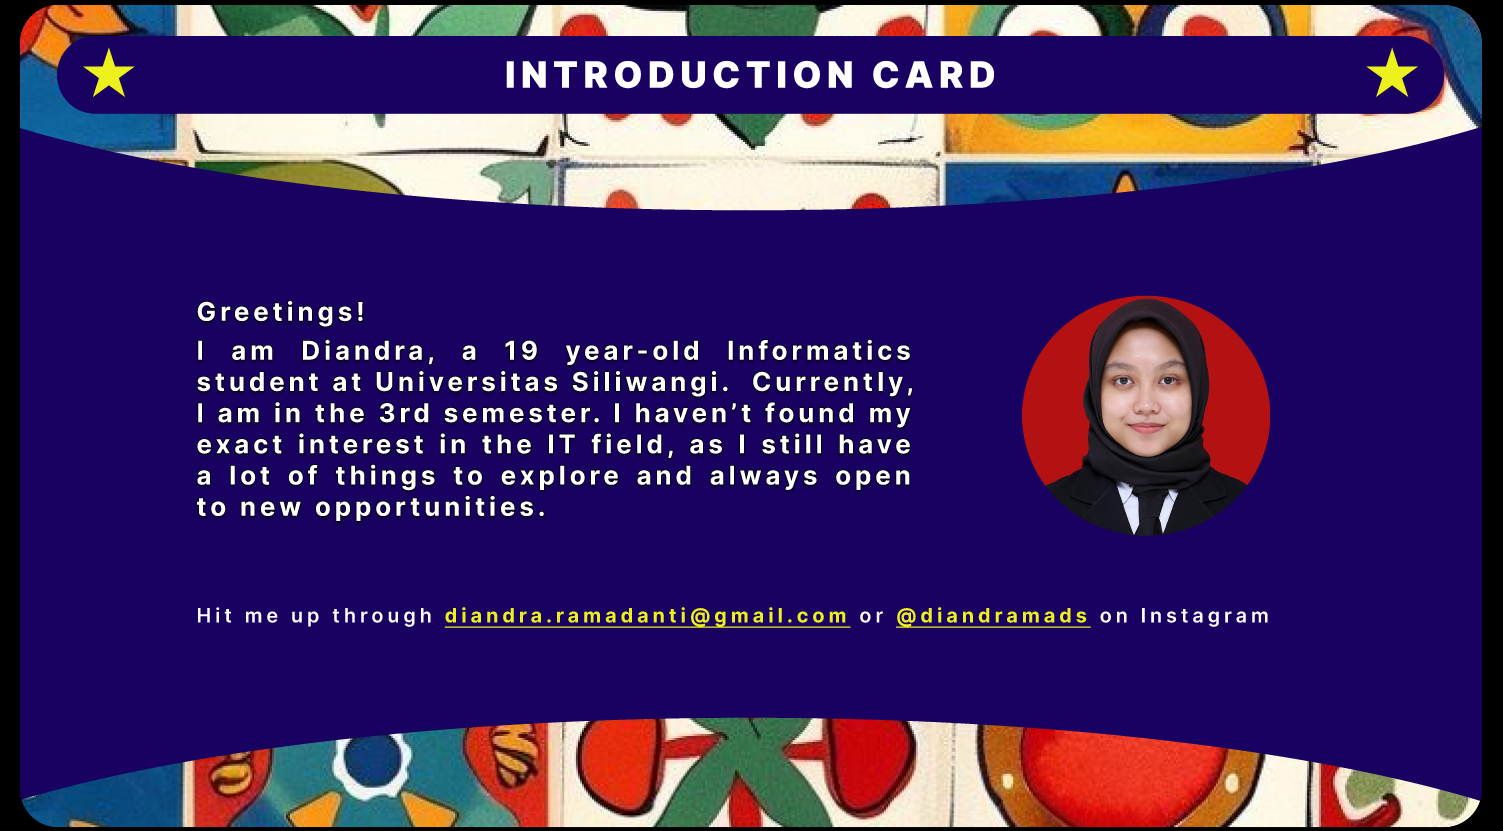 INTRODUCTION CARD
Greetings!
I am Diandra, a 19 year-old Informatics
student at Universitas Siliwangi. Currently,
I am in the 3rd semester. I haven’t found my
exact interest in the IT field, as I still have
a lot of things to explore and always open
to new opportunities.
Hit me up through diandra.ramadanti@gmail.com or @diandramads on Instagram